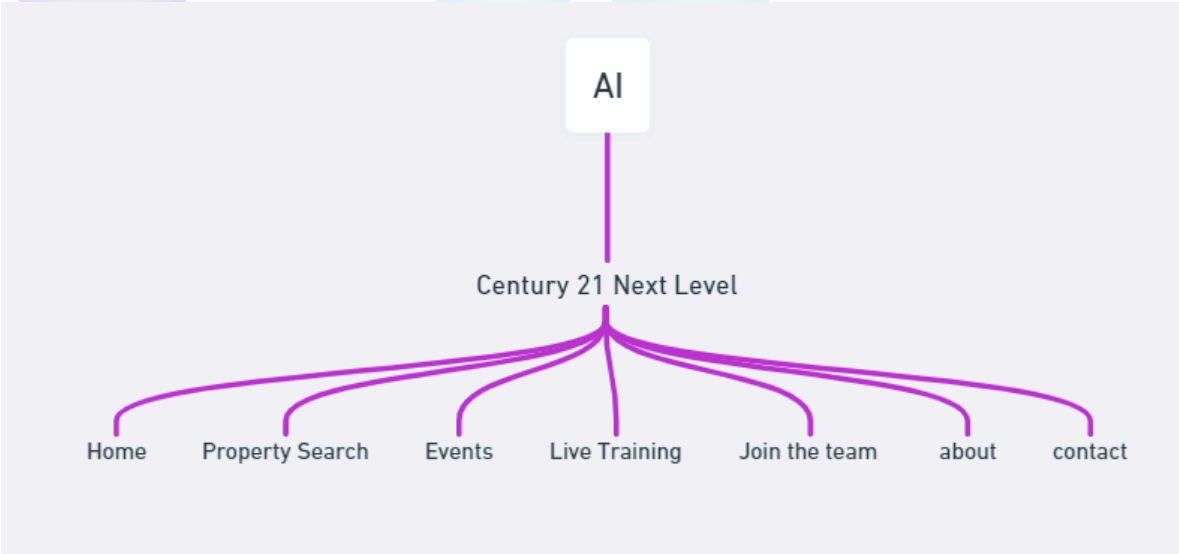 AI
Century 21 Next Level
Home
Property Search
Events
Live Training
Join the team
about
contact